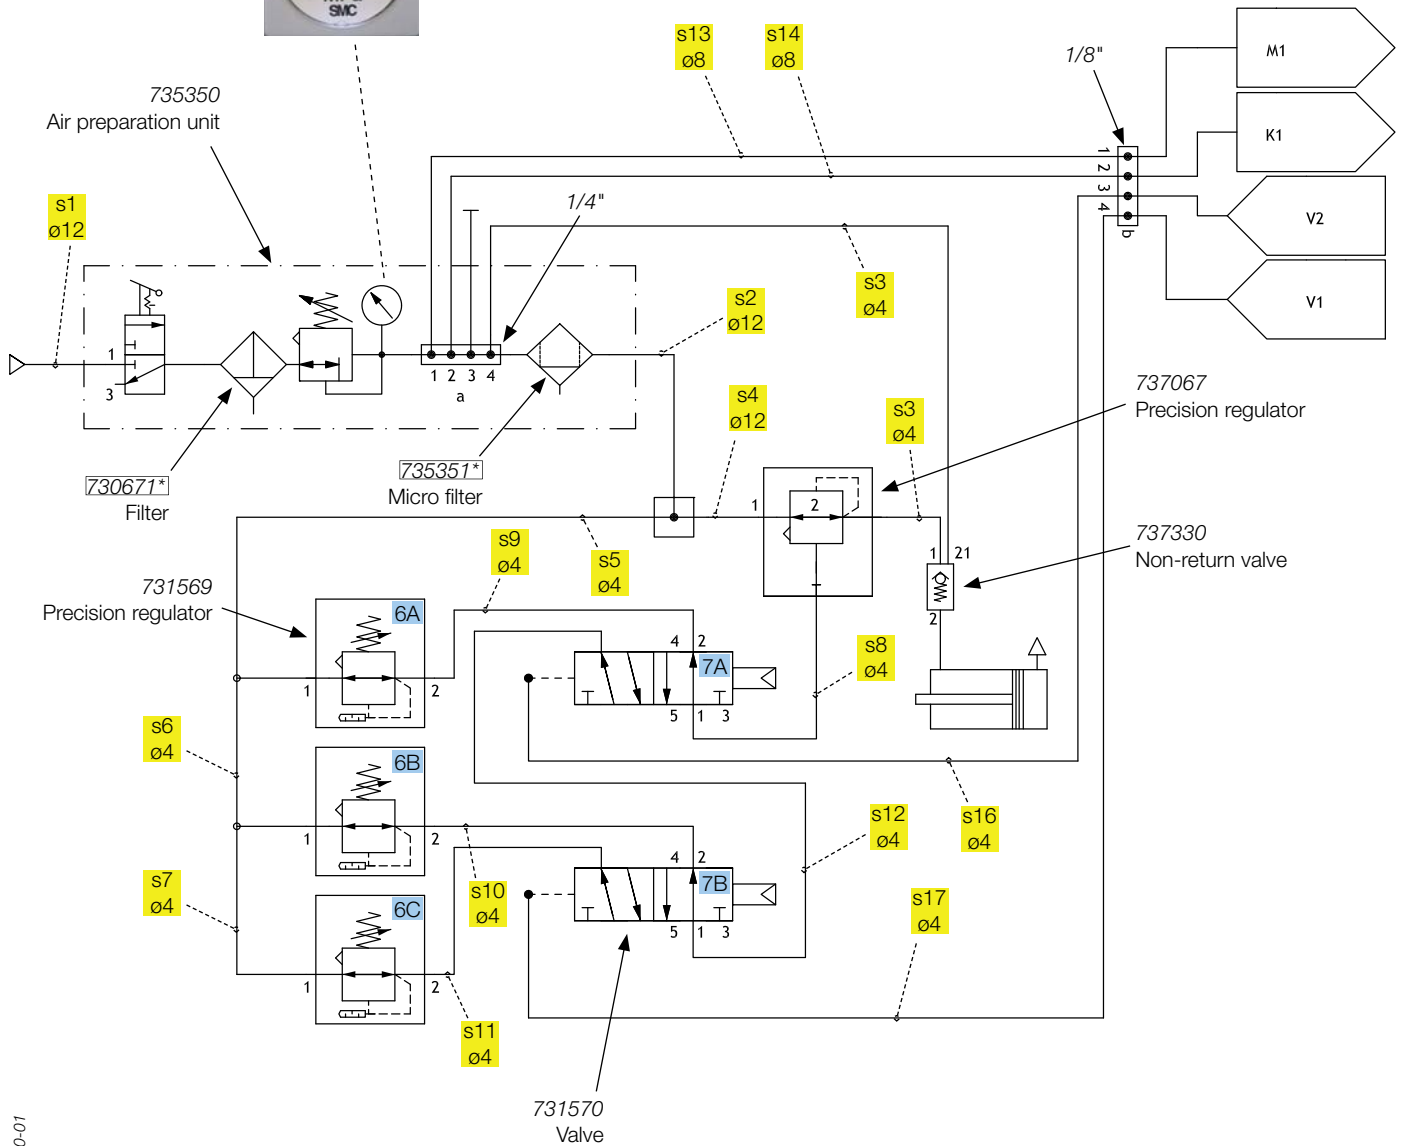 SMC
s13
ø8
s14
ø8
1/8"
M1
735350
Air preparation unit
K1
1
2
3
4
b
s1
ø12
1/4"
V2
s3
ø4
s2
ø12
V1
1
3
1
2
3
4
a
737067
Precision regulator
s4
ø12
s3
ø4
735351*
Micro filter
730671*
Filter
1
2
s9
ø4
s5
ø4
1
21
737330
Non-return valve
731569
Precision regulator
6A
2
4
2
7A
s8
ø4
1
2
5
1
3
s6
ø4
6B
s12
ø4
s16
ø4
1
2
4
2
7B
s7
ø4
s10
ø4
s17
ø4
6C
5
1
3
1
2
s11
ø4
731570
Valve
0-01